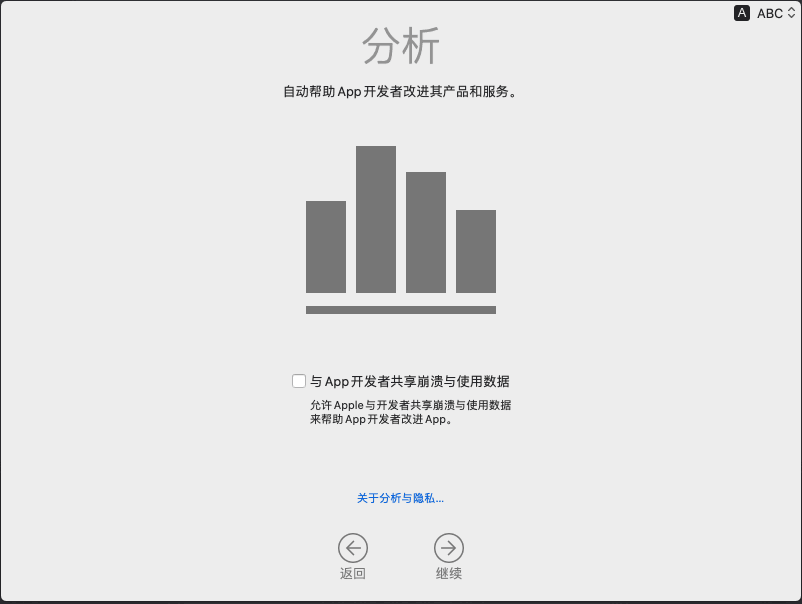 A ABC
分析
自动帮助 App 开发者改进其产品和服务。
与 App 开发者共享崩溃与使用数据
允许 Apple 与开发者共享崩溃与使用数据
来帮助 App 开发者改进 App。
关于分析与隐私...
返回
继续